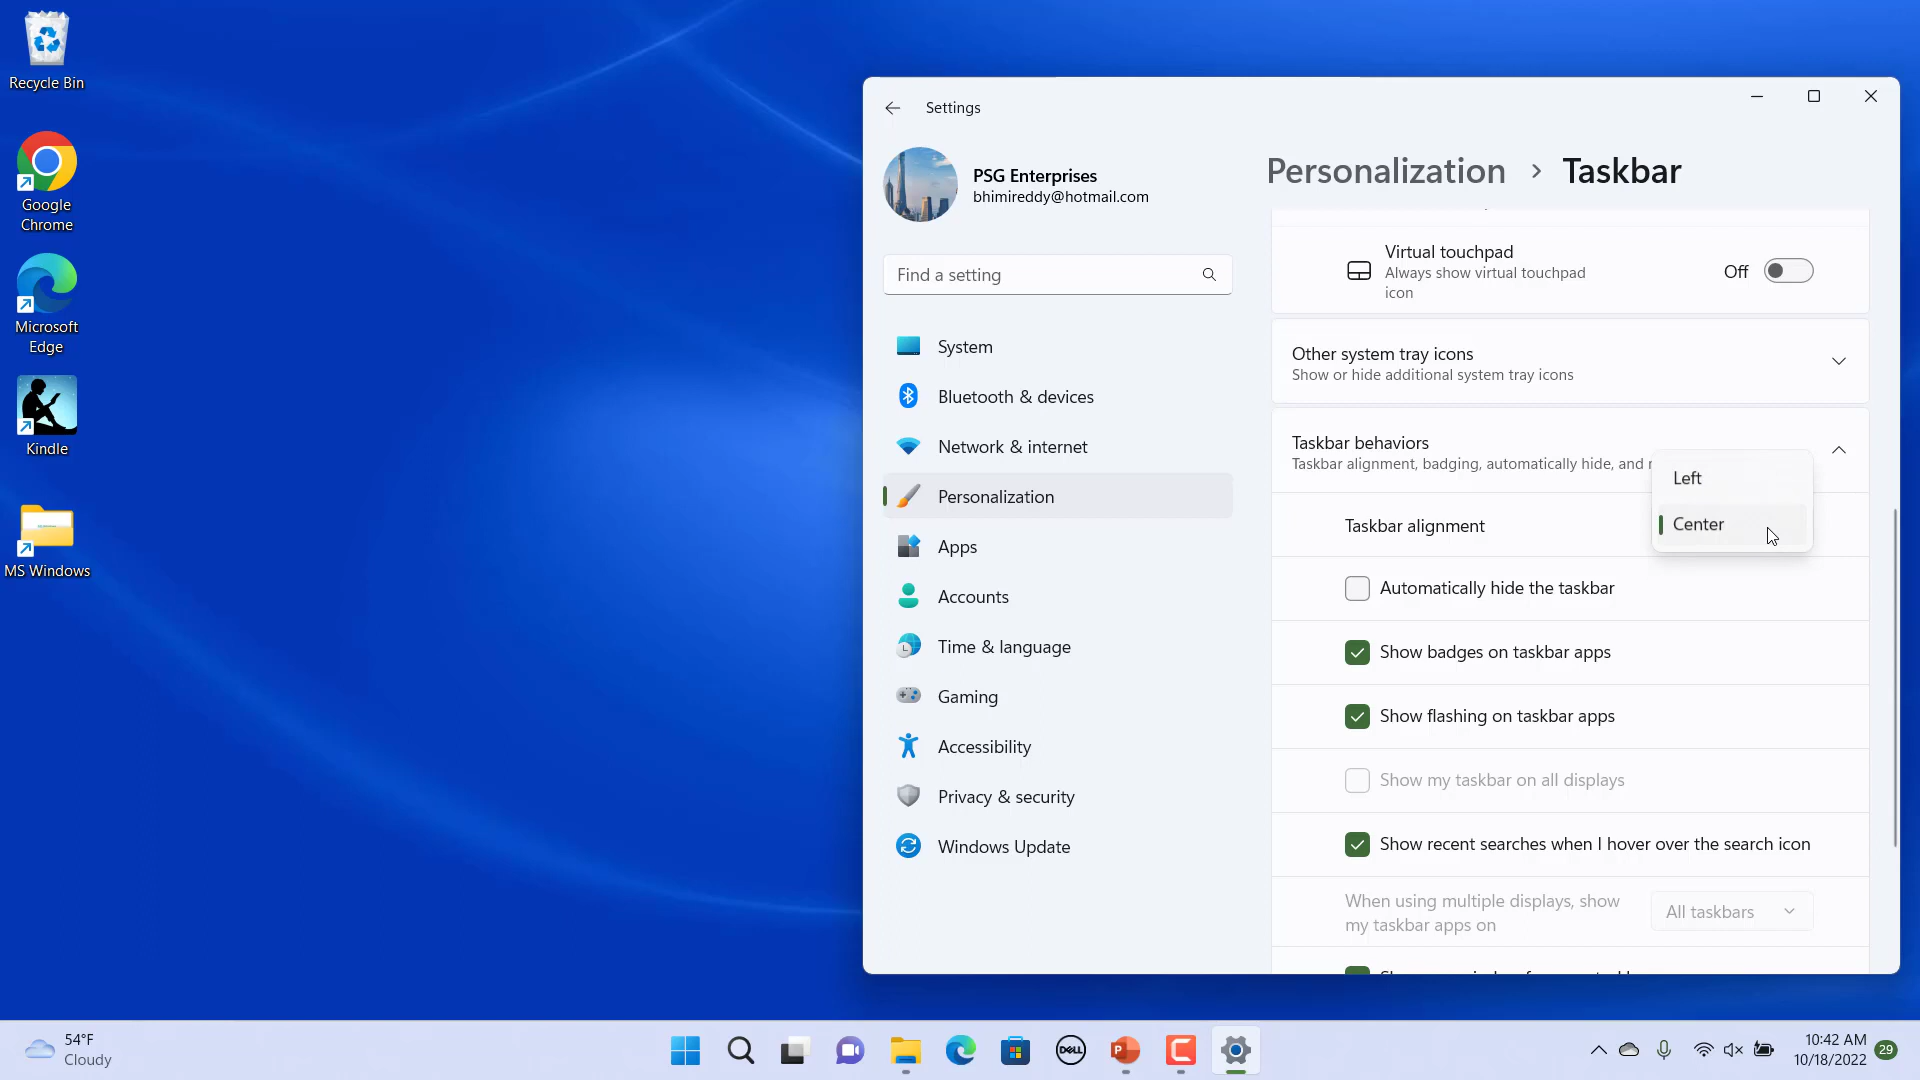 Recycle Bin
Google
Chrome
Microsoft
Edge
Kindle
MS Windows
Settings
PSG Enterprises
bhimireddy@hotmail.com
Find a setting
System
Bluetooth & devices
Network & internet
Personalization
Apps
Accounts
Time & language
Gaming
Accessibility
Privacy & security
Windows Update
Personalization > Taskbar
Virtual touchpad
Always show virtual touchpad
icon
Off
Other system tray icons
Show or hide additional system tray icons
Taskbar behaviors
Taskbar alignment, badging, automatically hide, and
Left
Taskbar alignment
Center
Automatically hide the taskbar
Show badges on taskbar apps
Show flashing on taskbar apps
Show my taskbar on all displays
Show recent searches when I hover over the search icon
When using multiple displays, show
my taskbar apps on
All taskbars
54°F
Cloudy
DELL
10:42 AM
10/18/2022
29